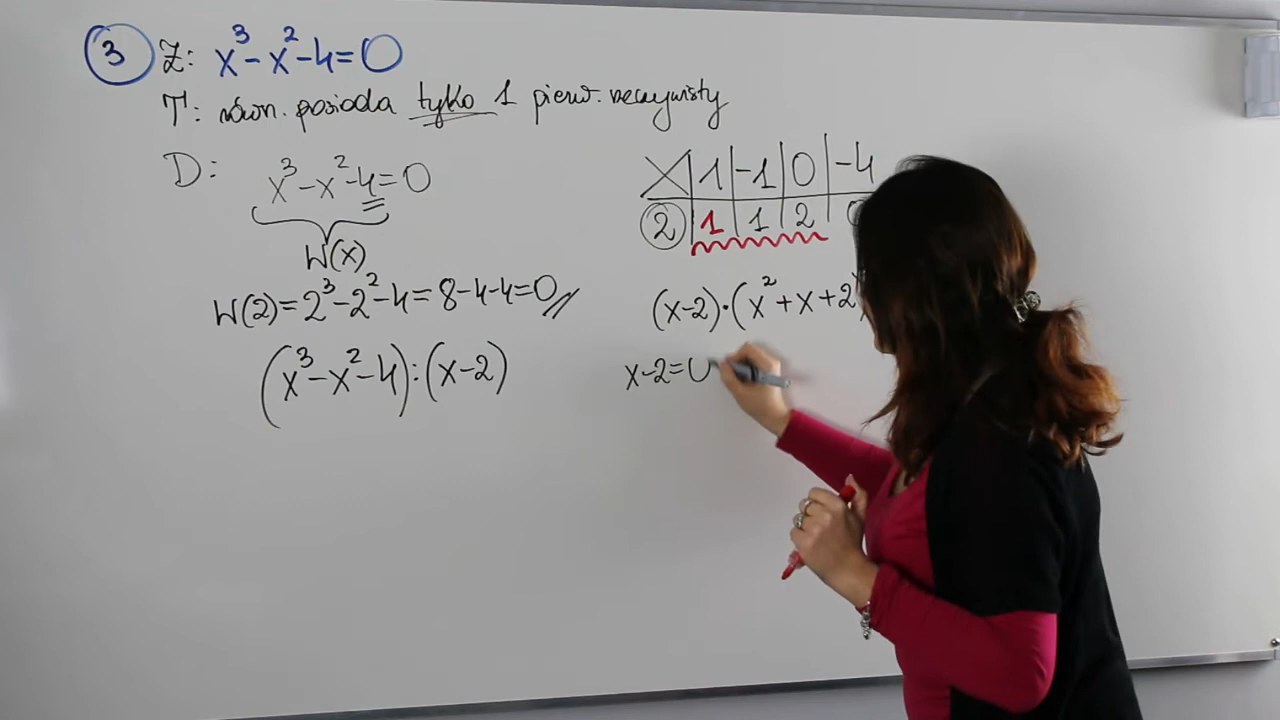 ③ Z: x³-x²-4=0
T: równ. posiada tylko 1 pierw. rzeczywisty
D: x³-x²-4=0
W(x)
W(2)=2³-2²-4=8-4-4=0//
(x³-x²-4):(x-2)
X | 1 | -1 | 0 | -4
② | 1 | 1 | 2 | 0
(x-2)·(x²+x+2)
x-2=0